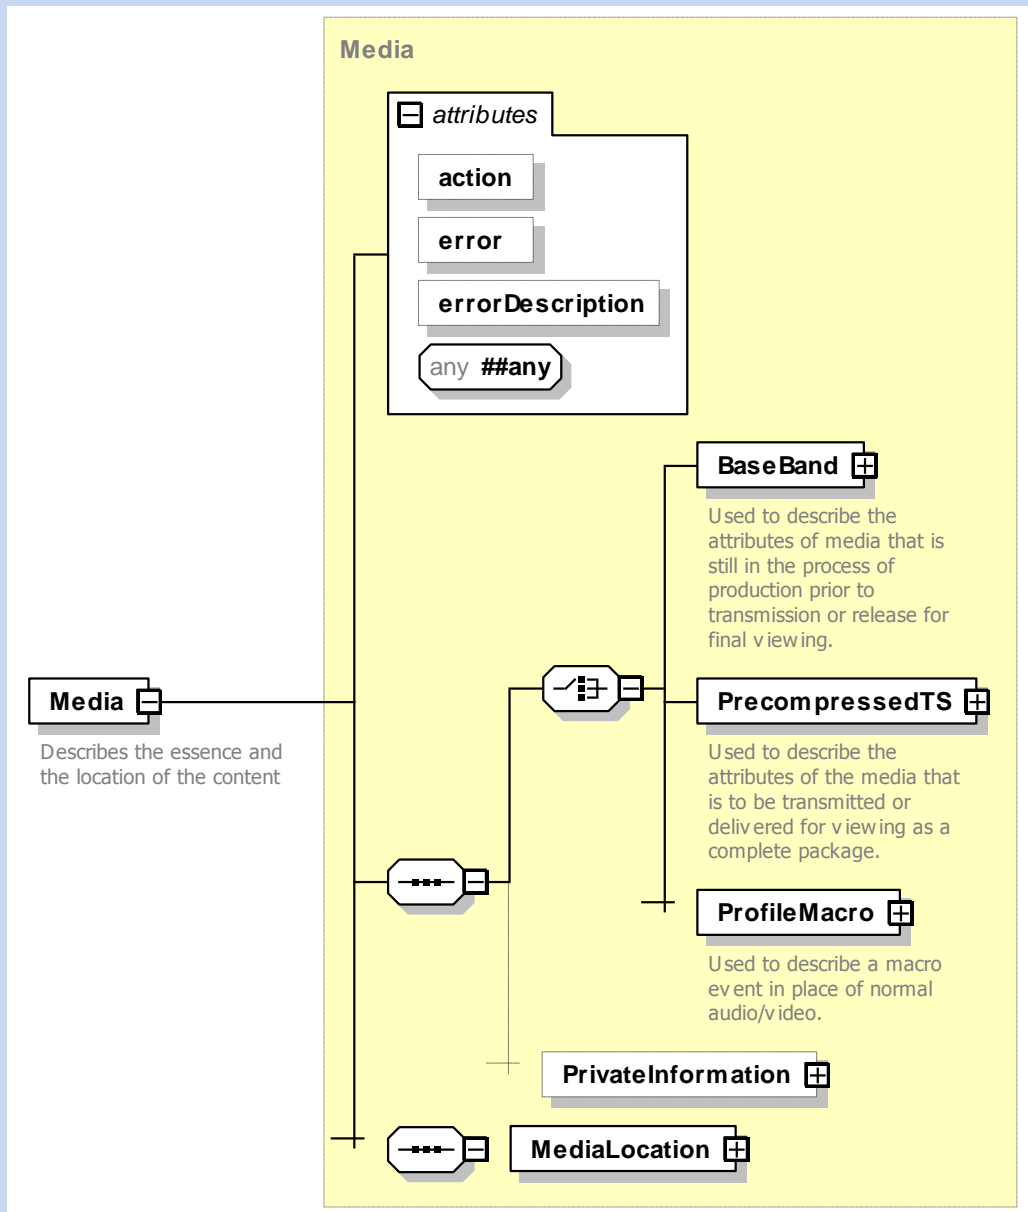 Media
attributes
action
error
errorDescription
any ##any
BaseBand
Used to describe the
attributes of media that is
still in the process of
production prior to
transmission or release for
final viewing.
Media
Describes the essence and
the location of the content
PrecompressedTS
Used to describe the
attributes of the media that
is to be transmitted or
delivered for viewing as a
complete package.
ProfileMacro
Used to describe a macro
event in place of normal
audio/video.
PrivateInformation
MediaLocation